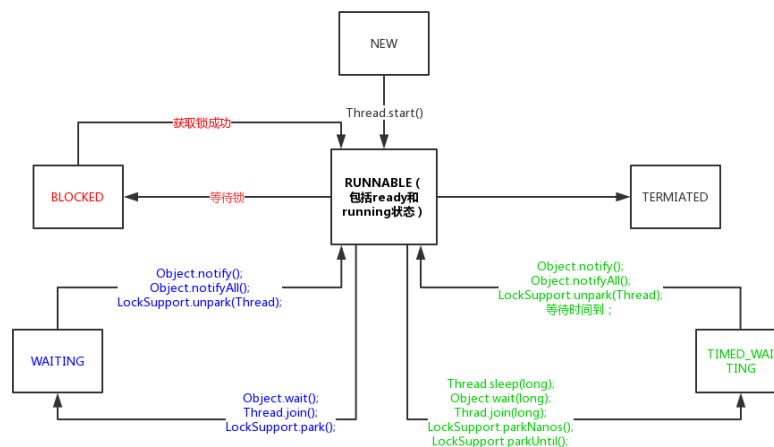 NEW
Thread.start()
获取锁成功
BLOCKED
等待锁
RUNNABLE（
包括ready和
running状态）
TERMIATED
Object.notify();
Object.notifyAll();
LockSupport.unpark(Thread);
Object.notify();
Object.notifyAll();
LockSupport.unpark(Thread);
等待时间到；
WAITING
TIMED_WAI
TING
Object.wait();
Thread.join();
LockSupport.park();
Thread.sleep(long);
Object.wait(long);
Thrad.join(long);
LockSupport.parkNanos();
LockSupport.parkUntil();